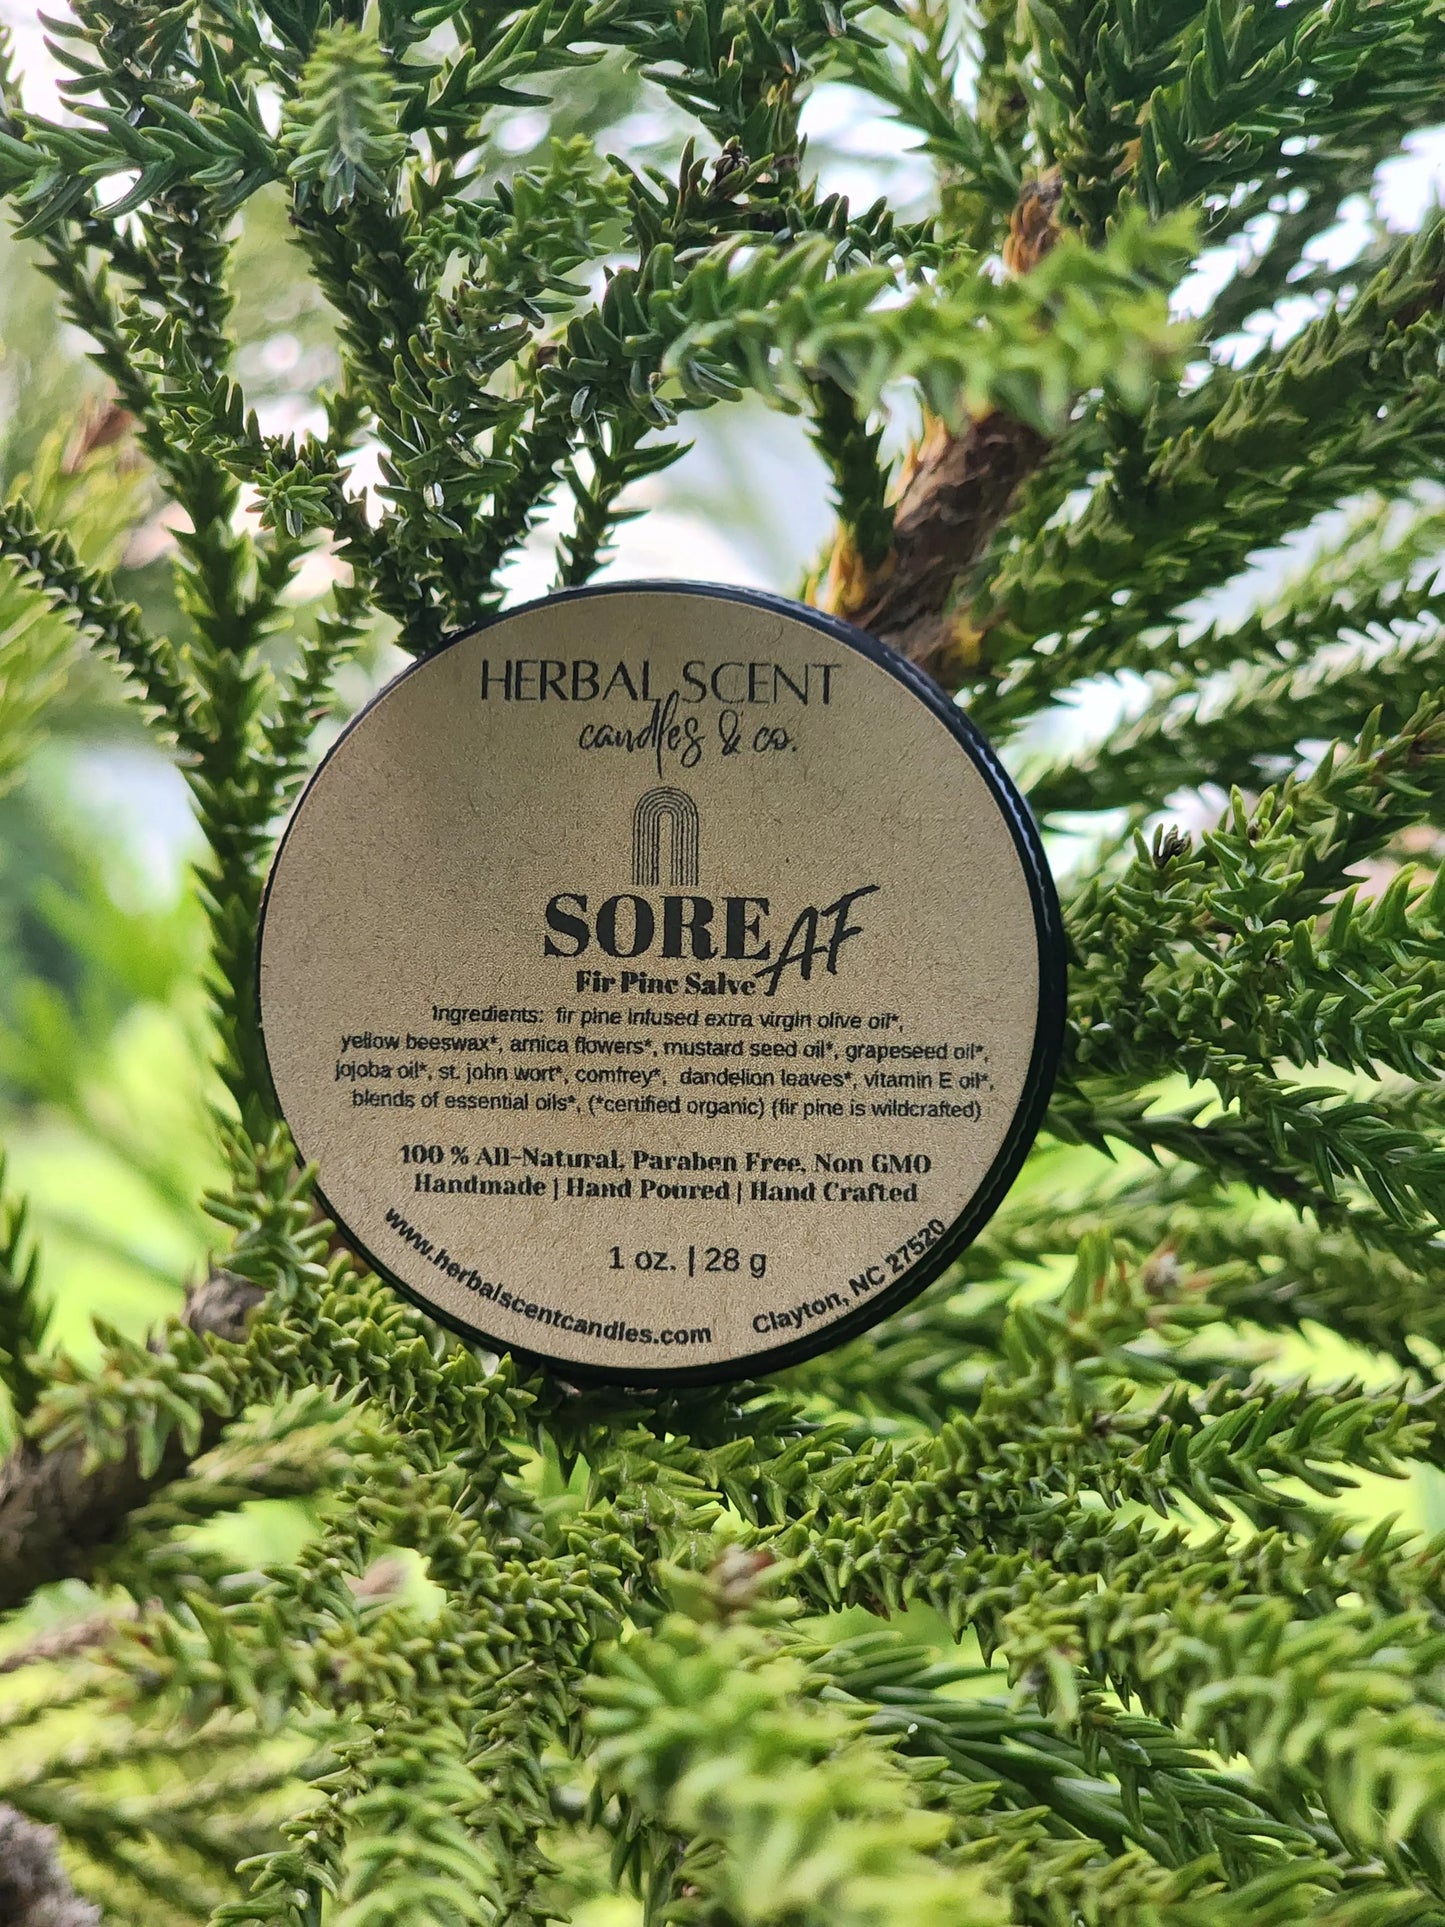 HERBAL SCENT
candles & co.
SORE AF
Fir Pine Salve
Ingredients: fir pine infused extra virgin olive oil*,
yellow beeswax*, arnica flowers*, mustard seed oil*, grapeseed oil*,
jojoba oil*, st. john wort*, comfrey*, dandelion leaves*, vitamin E oil*,
blends of essential oils*, (*certified organic) (fir pine is wildcrafted)
100 % All-Natural, Paraben Free, Non GMO
Handmade | Hand Poured | Hand Crafted
1 oz. | 28 g
www.herbalscentcandles.com
Clayton, NC 27520